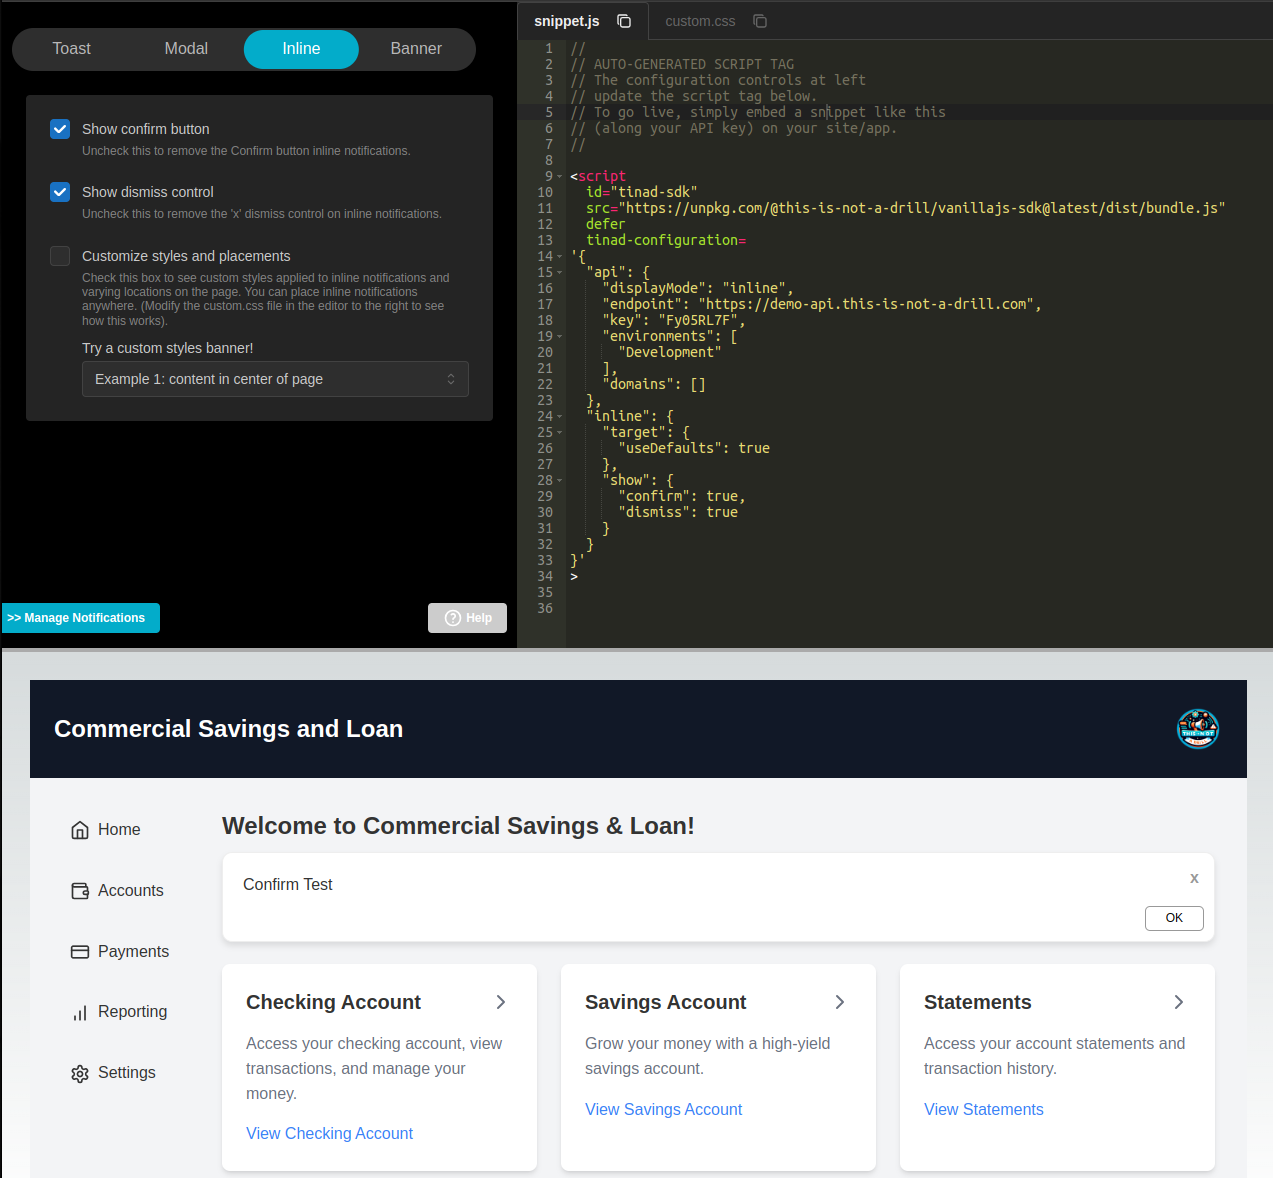 Toast
Modal
Inline
Banner
Show confirm button
Uncheck this to remove the Confirm button inline notifications.
Show dismiss control
Uncheck this to remove the 'x' dismiss control on inline notifications.
Customize styles and placements
Check this box to see custom styles applied to inline notifications and
varying locations on the page. You can place inline notifications
anywhere. (Modify the custom.css file in the editor to the right to see
how this works).
Try a custom styles banner!
Example 1: content in center of page
>> Manage Notifications
Help
snippet.js
custom.css
1 //
2 // AUTO-GENERATED SCRIPT TAG
3 // The configuration controls at left
4 // update the script tag below.
5 // To go live, simply embed a snippet like this
6 // (along your API key) on your site/app.
7 //
8
9 <script
10 id="tinad-sdk"
11 src="https://unpkg.com/@this-is-not-a-drill/vanillajs-sdk@latest/dist/bundle.js"
12 defer
13 tinad-configuration=
14 '{
15 "api": {
16 "displayMode": "inline",
17 "endpoint": "https://demo-api.this-is-not-a-drill.com",
18 "key": "Fy05RL7F",
19 "environments": [
20 "Development"
21 ],
22 "domains": []
23 },
24 "inline": {
25 "target": {
26 "useDefaults": true
27 },
28 "show": {
29 "confirm": true,
30 "dismiss": true
31 }
32 }
33 }'
34 >
35
36
Commercial Savings and Loan
Home
Accounts
Payments
Reporting
Settings
Welcome to Commercial Savings & Loan!
Confirm Test
x
OK
Checking Account
Access your checking account, view
transactions, and manage your
money.
View Checking Account
Savings Account
Grow your money with a high-yield
savings account.
View Savings Account
Statements
Access your account statements and
transaction history.
View Statements